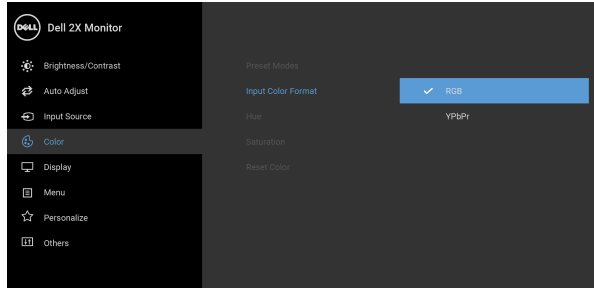 DELL Dell 2X Monitor
Brightness/Contrast
Auto Adjust
Input Source
Color
Display
Menu
Personalize
Others
Preset Modes
Input Color Format
Hue
Saturation
Reset Color
RGB
YPbPr